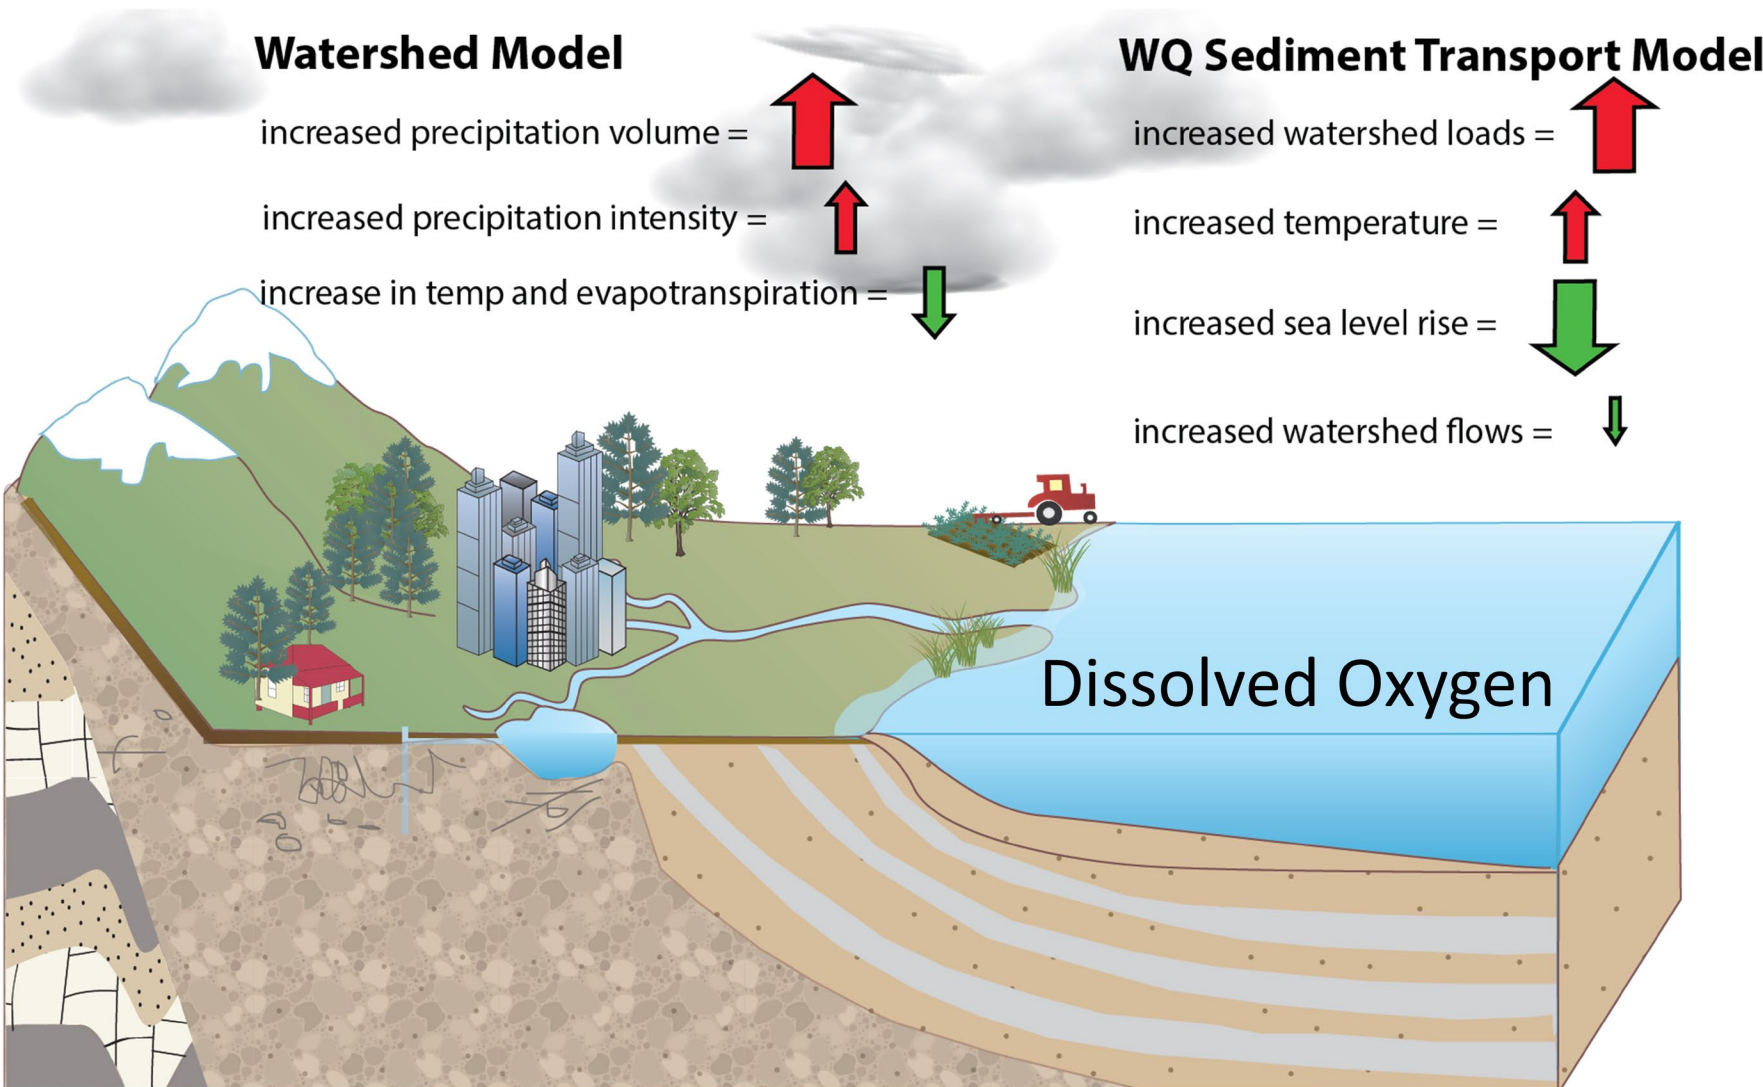 Watershed Model
increased precipitation volume =
increased precipitation intensity =
increase in temp and evapotranspiration =
WQ Sediment Transport Model
increased watershed loads =
increased temperature =
increased sea level rise =
increased watershed flows =
Dissolved Oxygen